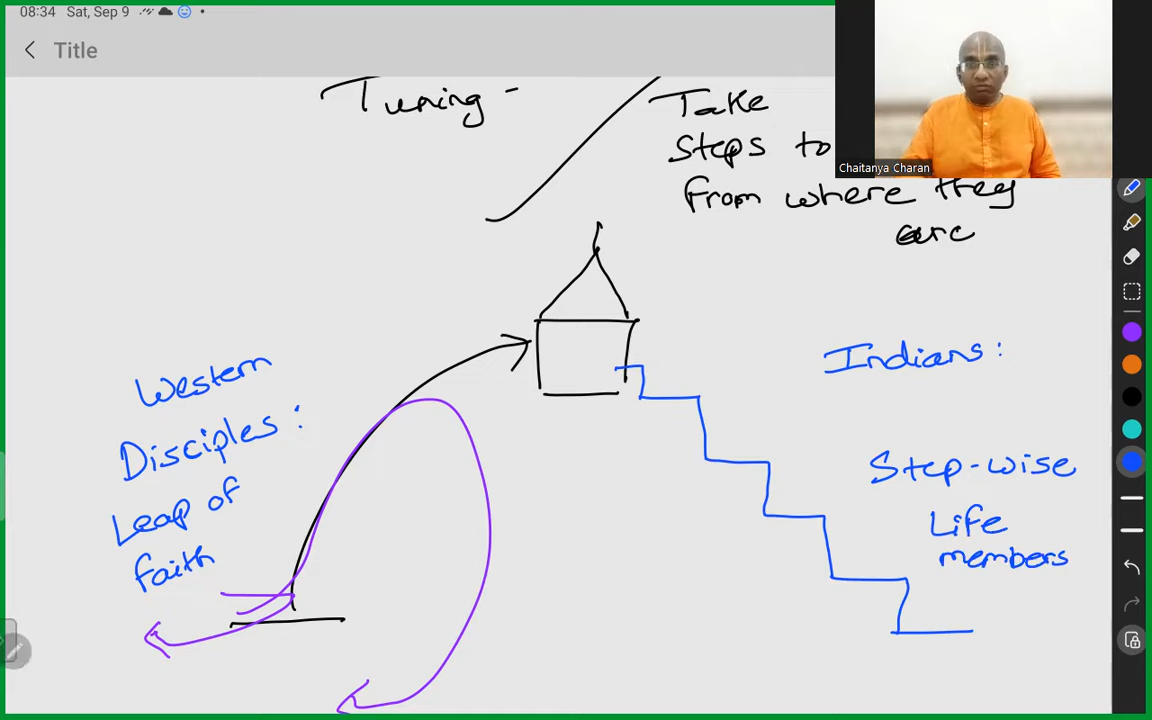 08:34 Sat, Sep 9
Title
Tuning -
Take
Steps to
from where they
are
Chaitanya Charan
Western
Disciples:
Leap of
faith
Indians:
Step-wise
Life
members